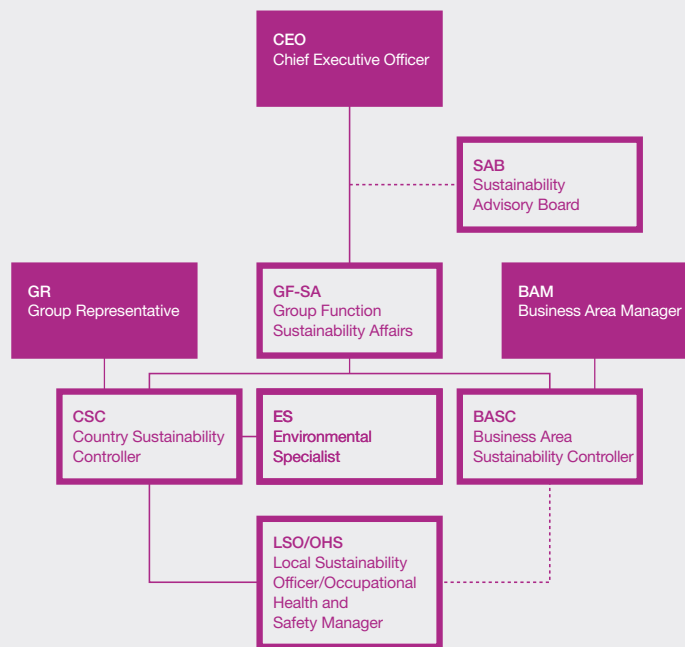 CEO
Chief Executive Officer
SAB
Sustainability
Advisory Board
GR
Group Representative
GF-SA
Group Function
Sustainability Affairs
BAM
Business Area Manager
CSC
Country Sustainability
Controller
ES
Environmental
Specialist
BASC
Business Area
Sustainability Controller
LSO/OHS
Local Sustainability
Officer/Occupational
Health and
Safety Manager